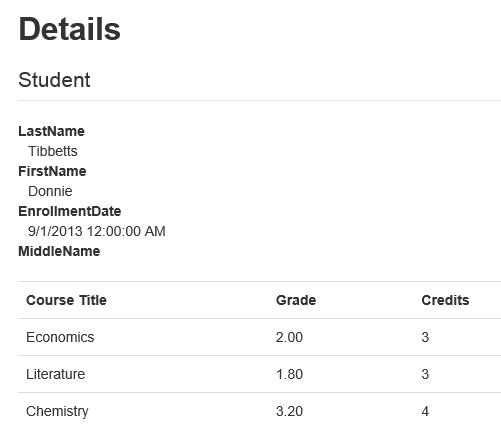 Details
Student
LastName
Tibbetts
FirstName
Donnie
EnrollmentDate
9/1/2013 12:00:00 AM
MiddleName
Course Title Grade Credits
Economics 2.00 3
Literature 1.80 3
Chemistry 3.20 4